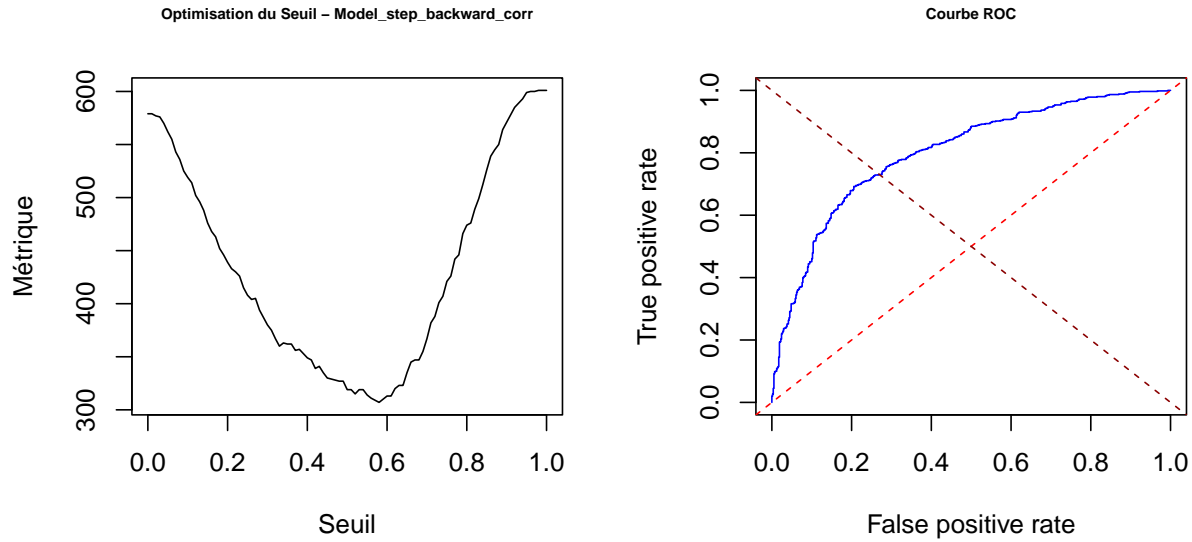 Optimisation du Seuil − Model_step_backward_corr
Métrique
600
500
400
300
0.0 0.2 0.4 0.6 0.8 1.0
Seuil
Courbe ROC
True positive rate
1.0
0.8
0.6
0.4
0.2
0.0
0.0 0.2 0.4 0.6 0.8 1.0
False positive rate